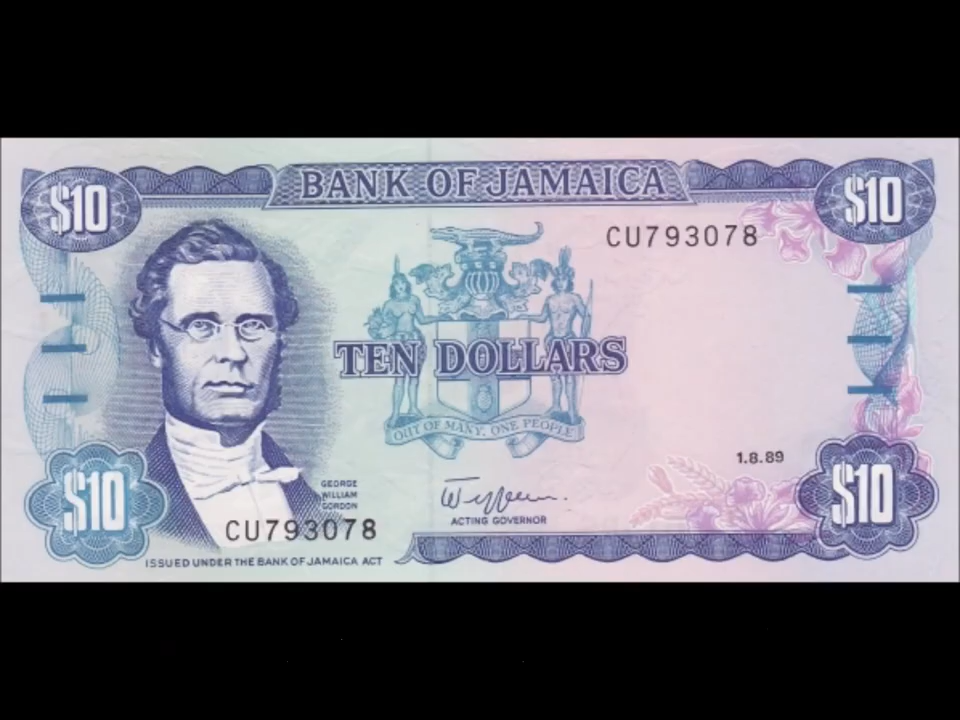 BANK OF JAMAICA
$10
$10
CU793078
TEN DOLLARS
OUT OF MANY, ONE PEOPLE
1.8.89
GEORGE
WILLIAM
GORDON
ACTING GOVERNOR
$10
$10
CU793078
ISSUED UNDER THE BANK OF JAMAICA ACT